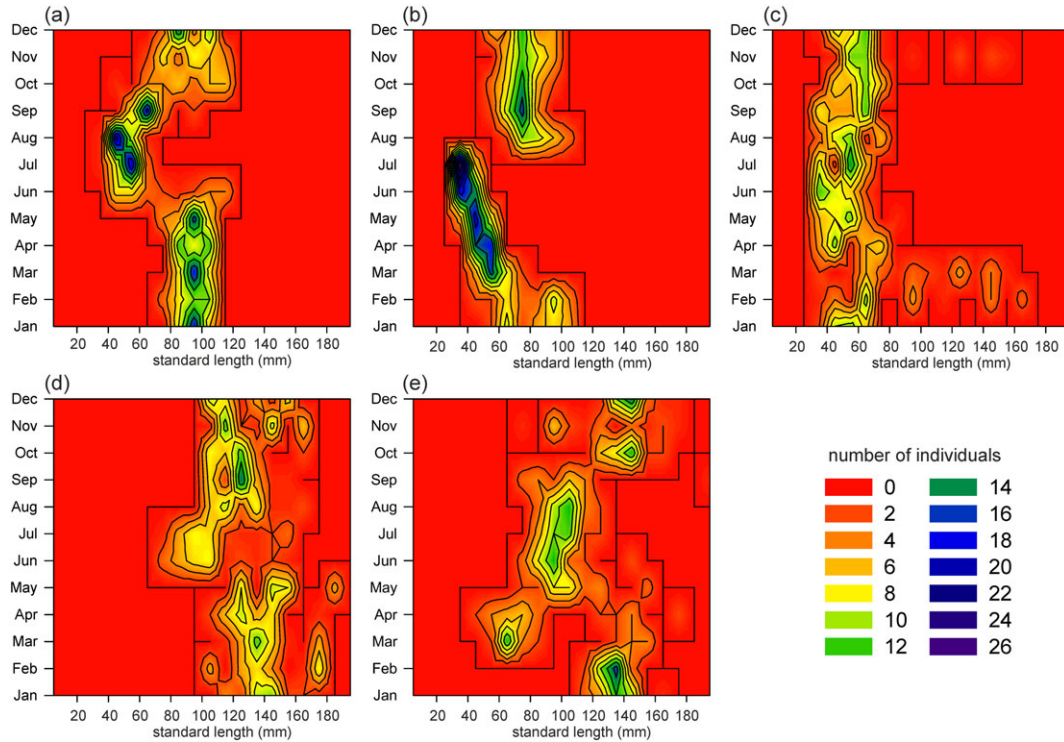 (a)
Dec
Nov
Oct
Sep
Aug
Jul
Jun
May
Apr
Mar
Feb
Jan
20 40 60 80 100 120 140 160 180
standard length (mm)
(b)
Dec
Nov
Oct
Sep
Aug
Jul
Jun
May
Apr
Mar
Feb
Jan
20 40 60 80 100 120 140 160 180
standard length (mm)
(c)
Dec
Nov
Oct
Sep
Aug
Jul
Jun
May
Apr
Mar
Feb
Jan
20 40 60 80 100 120 140 160 180
standard length (mm)
(d)
Dec
Nov
Oct
Sep
Aug
Jul
Jun
May
Apr
Mar
Feb
Jan
20 40 60 80 100 120 140 160 180
standard length (mm)
(e)
Dec
Nov
Oct
Sep
Aug
Jul
Jun
May
Apr
Mar
Feb
Jan
20 40 60 80 100 120 140 160 180
standard length (mm)
number of individuals
0 14
2 16
4 18
6 20
8 22
10 24
12 26